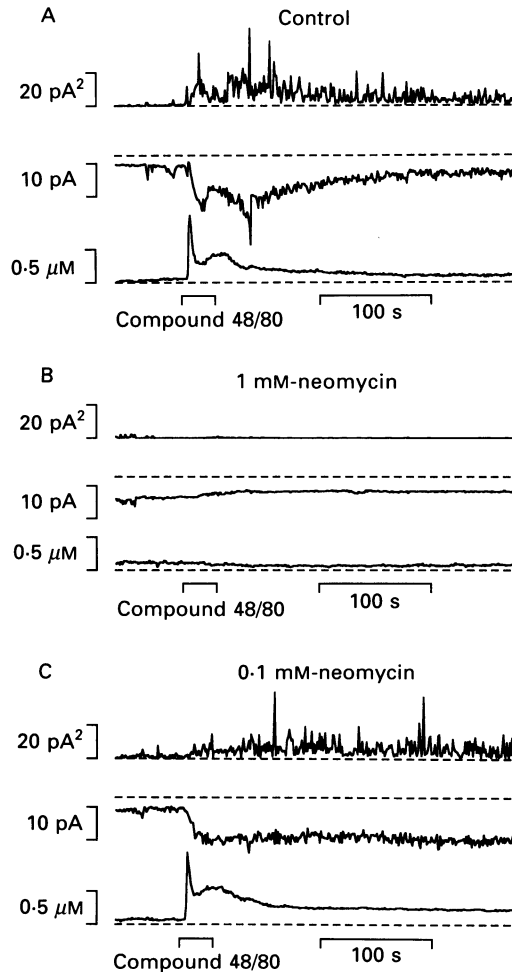 A
Control
20 pA²
10 pA
0·5 μM
Compound 48/80
100 s
B
1 mM-neomycin
20 pA²
10 pA
0·5 μM
Compound 48/80
100 s
C
0·1 mM-neomycin
20 pA²
10 pA
0·5 μM
Compound 48/80
100 s